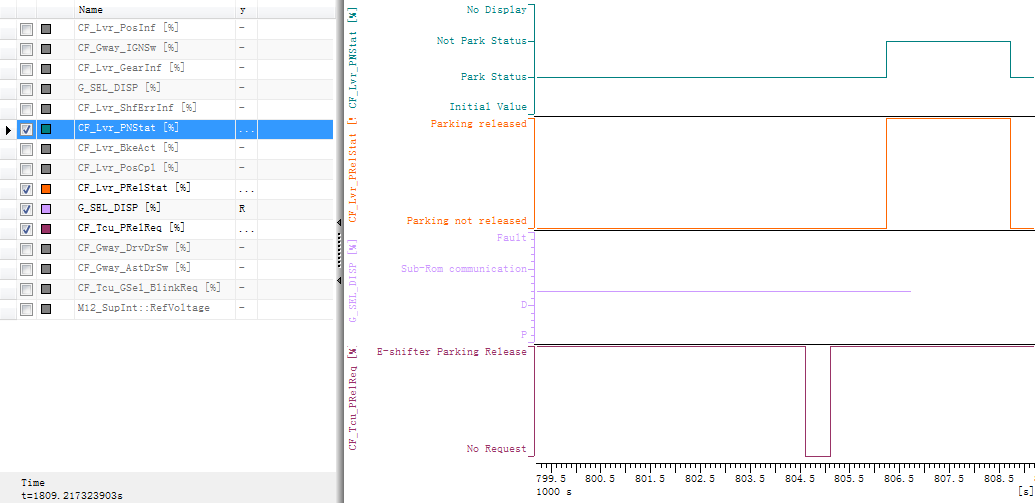 Name y
CF_Lvr_PosInf [%] -
CF_Gway_IGNSw [%] -
CF_Lvr_GearInf [%] -
G_SEL_DISP [%] -
CF_Lvr_ShfErrInf [%] -
CF_Lvr_PNStat [%] ...
CF_Lvr_BkeAct [%] -
CF_Lvr_PosCpl [%] -
CF_Lvr_PRelStat [%] ...
G_SEL_DISP [%] R
CF_Tcu_PRelReq [%] ...
CF_Gway_DrvDrSw [%] -
CF_Gway_AstDrSw [%] -
CF_Tcu_GSel_BlinkReq [%] -
M12_SupInt::RefVoltage -
Time
t=1809.217323903s
CF_Lvr_PNStat [%]
No Display
Not Park Status
Park Status
Initial Value
CF_Lvr_PRelStat [%
Parking released
Parking not released
G_SEL_DISP [%]
Fault
Sub-Rom communication
D
P
CF_Tcu_PRelReq [%
E-shifter Parking Release
No Request
799.5 800.5 801.5 802.5 803.5 804.5 805.5 806.5 807.5 808.5
1000 s [s]